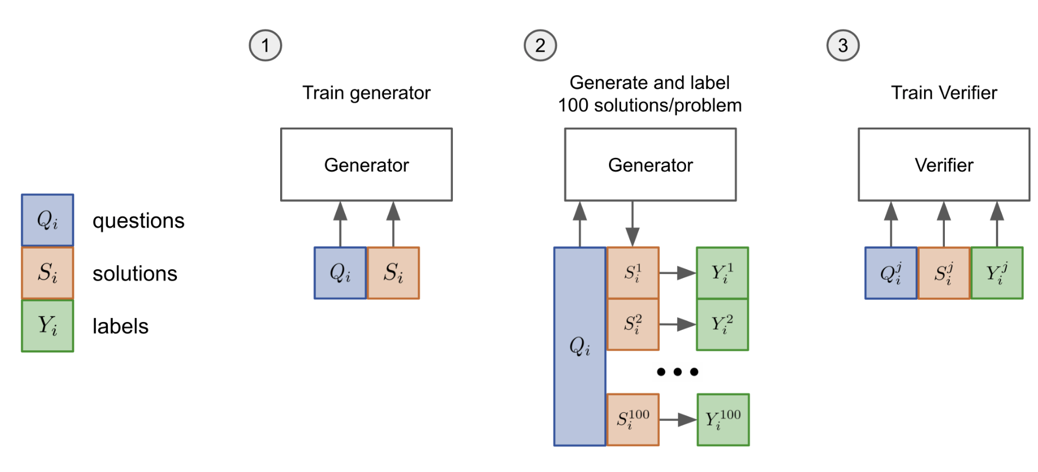 1
Train generator
Generator
Q_i S_i
2
Generate and label
100 solutions/problem
Generator
Q_i
S_i^1 Y_i^1
S_i^2 Y_i^2
•••
S_i^{100} Y_i^{100}
3
Train Verifier
Verifier
Q_i^j S_i^j Y_i^j
Q_i questions
S_i solutions
Y_i labels